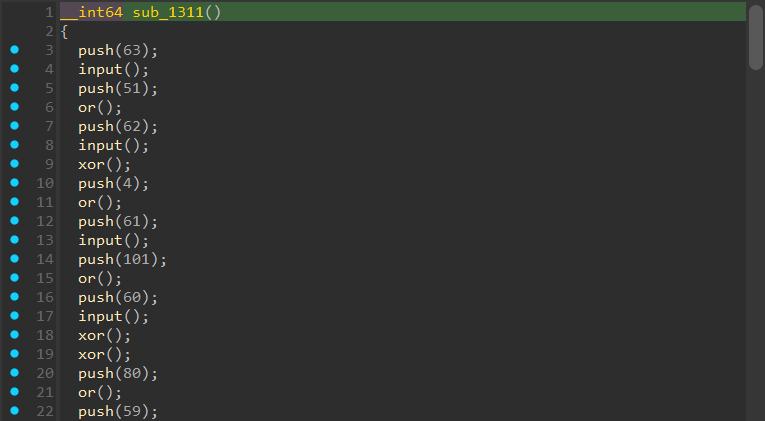 1 __int64 sub_1311()
2 {
3 push(63);
4 input();
5 push(51);
6 or();
7 push(62);
8 input();
9 xor();
10 push(4);
11 or();
12 push(61);
13 input();
14 push(101);
15 or();
16 push(60);
17 input();
18 xor();
19 xor();
20 push(80);
21 or();
22 push(59);